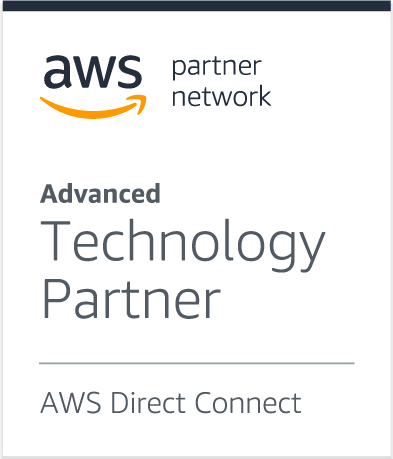 aws partner
network
Advanced
Technology
Partner
AWS Direct Connect